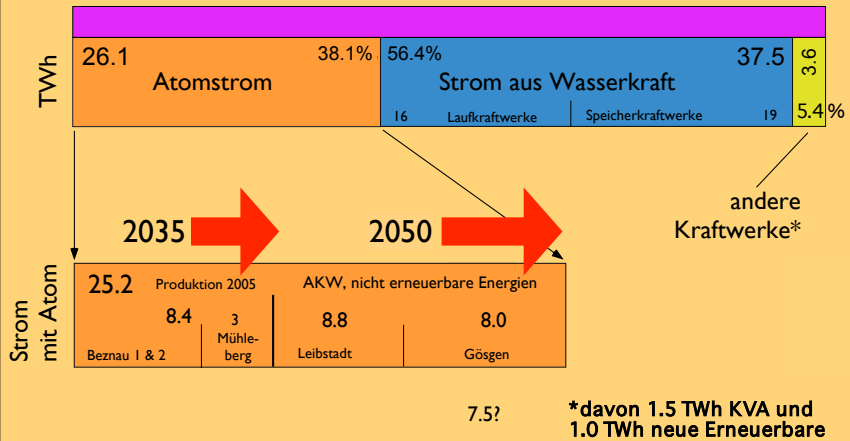 TWh
26.1 38.1% 56.4% 37.5 3.6
Atomstrom Strom aus Wasserkraft
16 Laufkraftwerke Speicherkraftwerke 19 5.4%
andere
Kraftwerke*
2035 2050
Strom
mit Atom
25.2 Produktion 2005 AKW, nicht erneuerbare Energien
8.4 3 8.8 8.0
Mühle-
Beznau 1 & 2 berg Leibstadt Gösgen
7.5?
*davon 1.5 TWh KVA und
1.0 TWh neue Erneuerbare